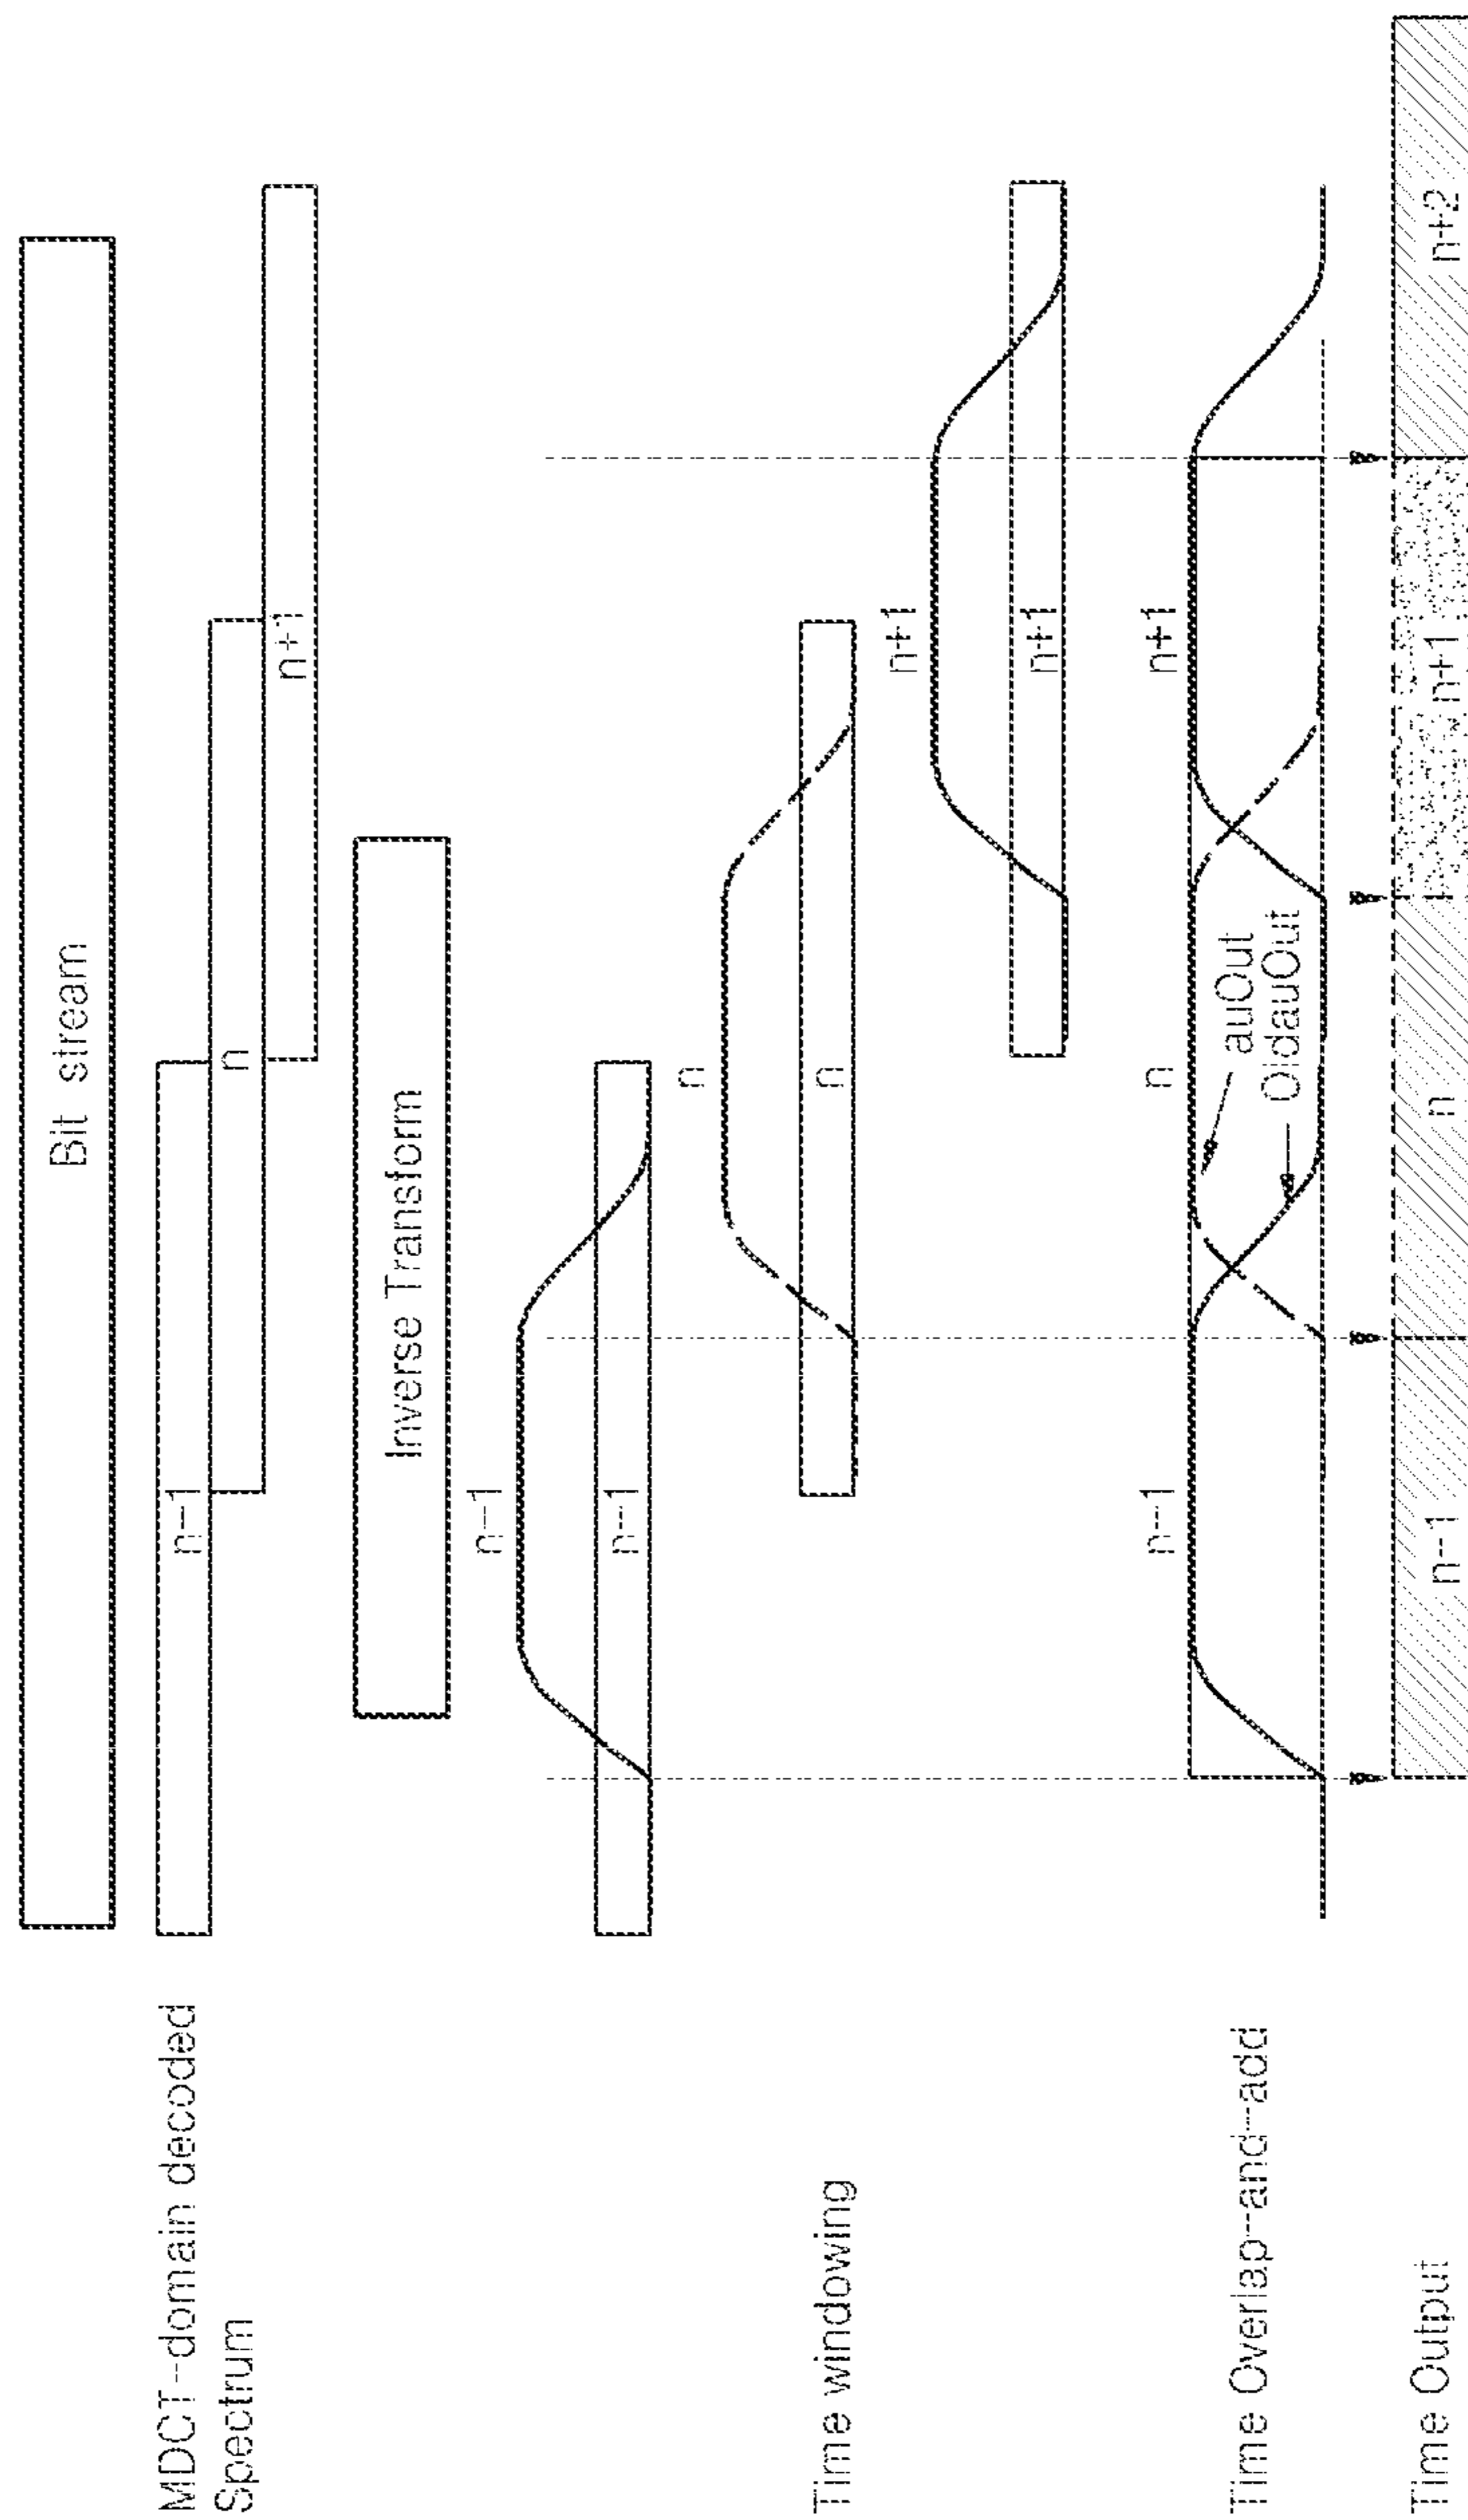 Bit stream
MDCT-domain decoded
Spectrum
n-1
n
n+1
Inverse Transform
n-1
n-1
Time windowing
n
n
n+1
n+1
Time Overlap-and-add
n-1
n
n+1
auOut
OldauOut
Time Output
n-1
n
n+1
n+2